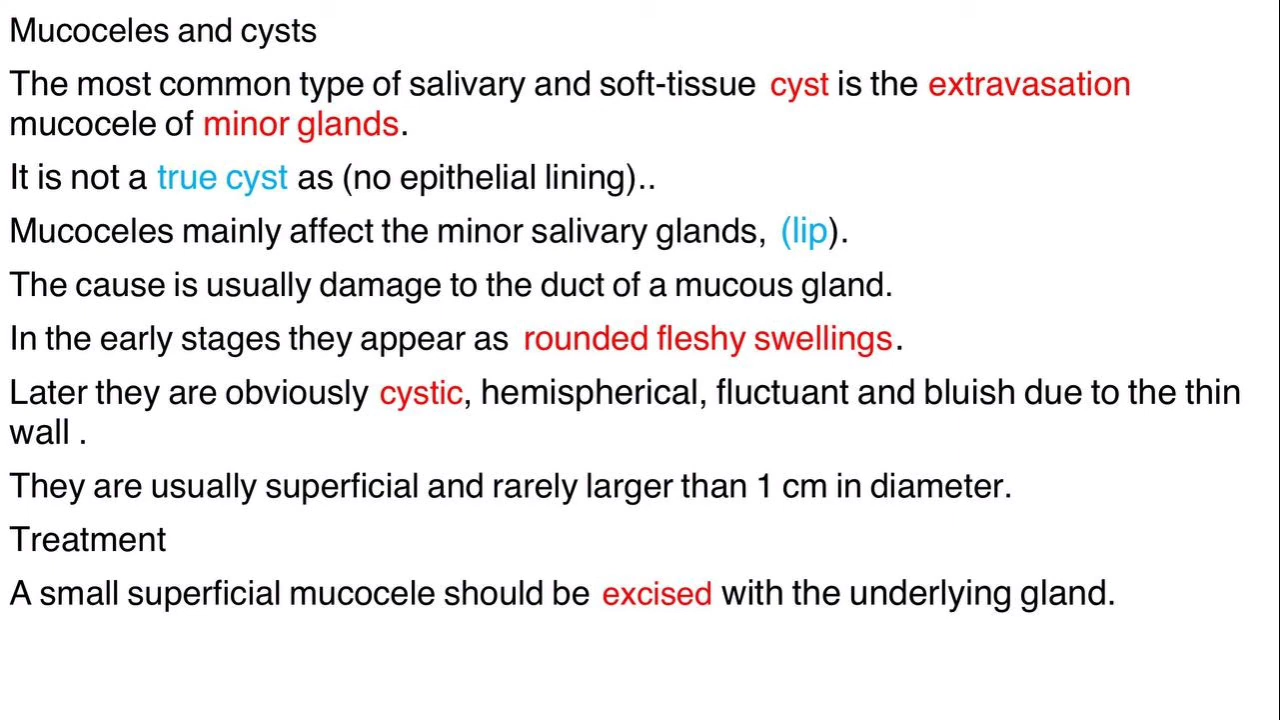 Mucoceles and cysts
The most common type of salivary and soft-tissue cyst is the extravasation
mucocele of minor glands.
It is not a true cyst as (no epithelial lining)..
Mucoceles mainly affect the minor salivary glands, (lip).
The cause is usually damage to the duct of a mucous gland.
In the early stages they appear as rounded fleshy swellings.
Later they are obviously cystic, hemispherical, fluctuant and bluish due to the thin
wall .
They are usually superficial and rarely larger than 1 cm in diameter.
Treatment
A small superficial mucocele should be excised with the underlying gland.